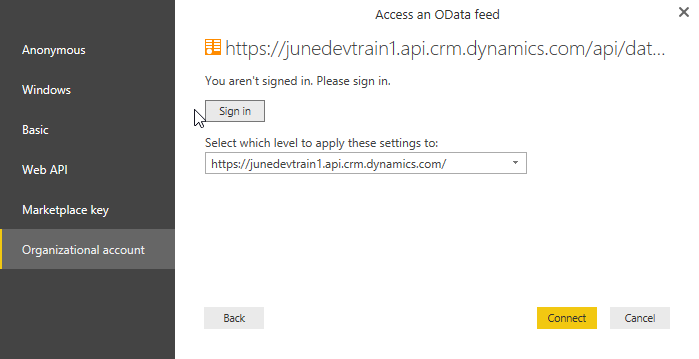 Access an OData feed
Anonymous
Windows
Basic
Web API
Marketplace key
Organizational account
https://junedevtrain1.api.crm.dynamics.com/api/dat...
You aren't signed in. Please sign in.
Sign in
Select which level to apply these settings to:
https://junedevtrain1.api.crm.dynamics.com/
Back
Connect
Cancel